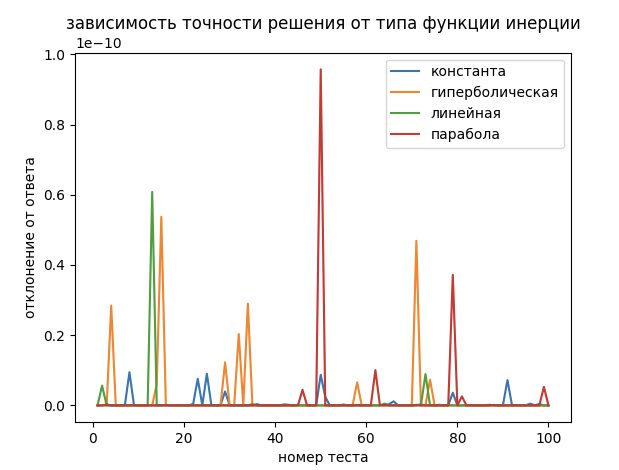 зависимость точности решения от типа функции инерции
1e−10
1.0
0.8
0.6
0.4
0.2
0.0
отклонение от ответа
константа
гиперболическая
линейная
парабола
0 20 40 60 80 100
номер теста